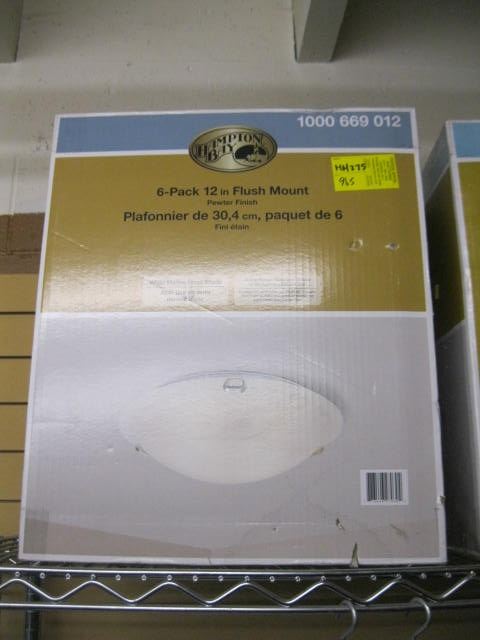 1000 669 012
HAMPTON
BAY
6-Pack 12 in Flush Mount
Pewter Finish
Plafonnier de 30,4 cm, paquet de 6
Fini étain